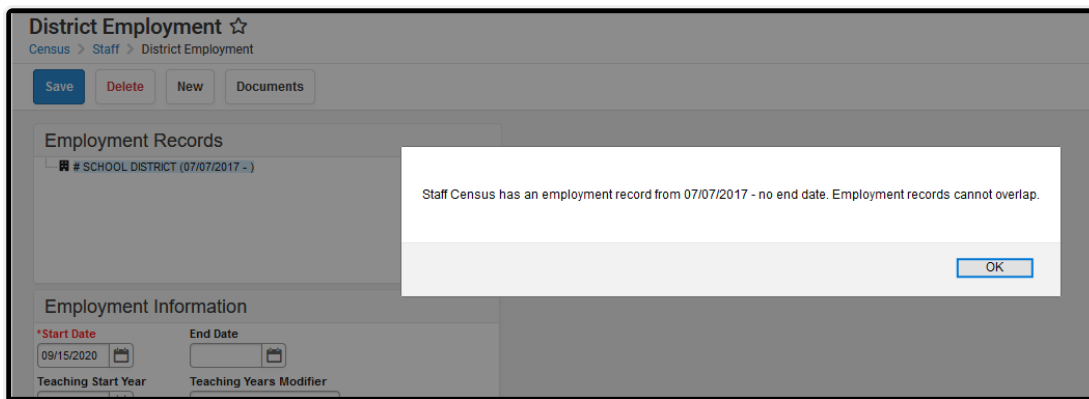 District Employment
Census > Staff > District Employment
Save Delete New Documents
Employment Records
# SCHOOL DISTRICT (07/07/2017 - )
Staff Census has an employment record from 07/07/2017 - no end date. Employment records cannot overlap.
OK
Employment Information
*Start Date End Date
09/15/2020
Teaching Start Year Teaching Years Modifier